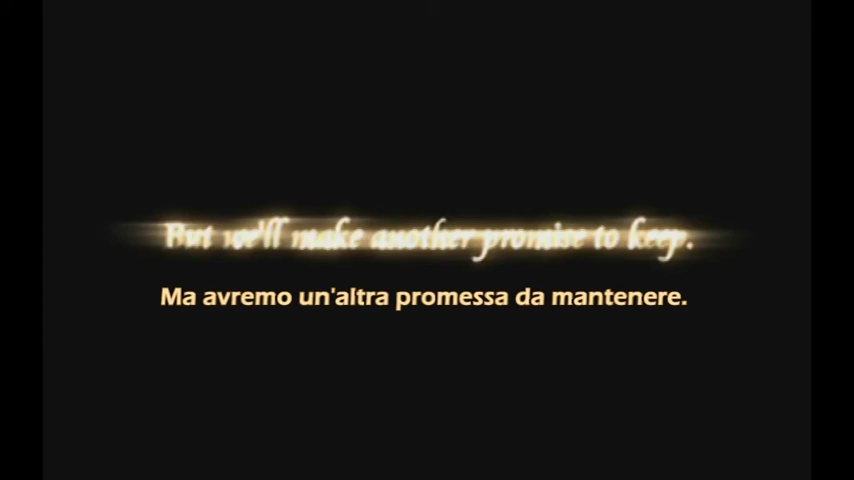 But we'll make another promise to keep.
Ma avremo un'altra promessa da mantenere.